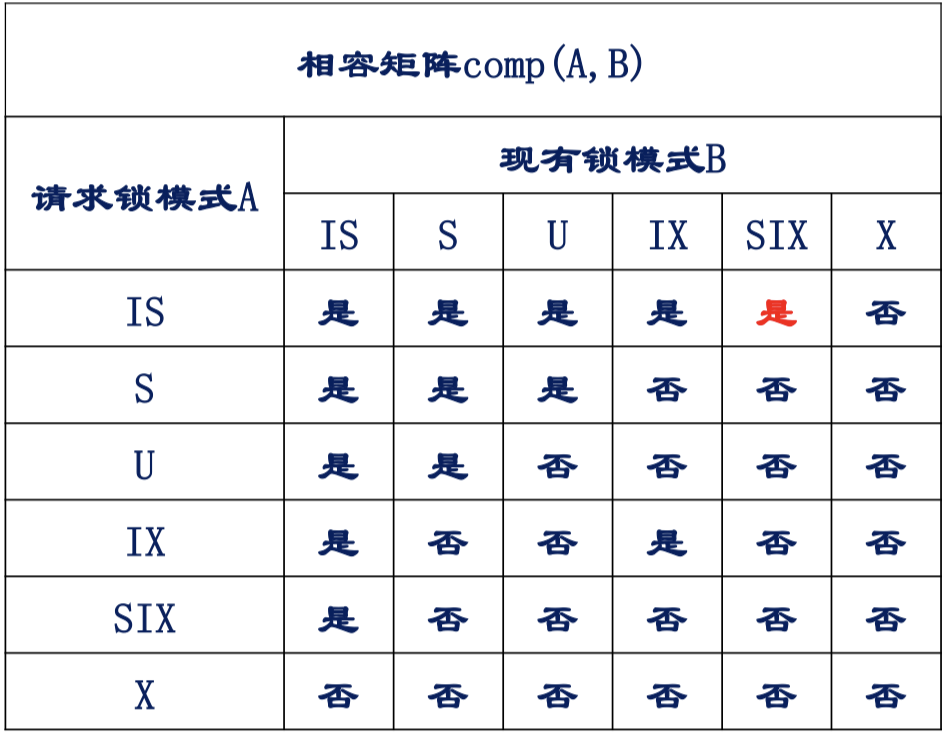 相容矩阵comp(A,B)
现有锁模式B
请求锁模式A
IS S U IX SIX X
IS 是 是 是 是 是 否
S 是 是 是 否 否 否
U 是 是 否 否 否 否
IX 是 否 否 是 否 否
SIX 是 否 否 否 否 否
X 否 否 否 否 否 否